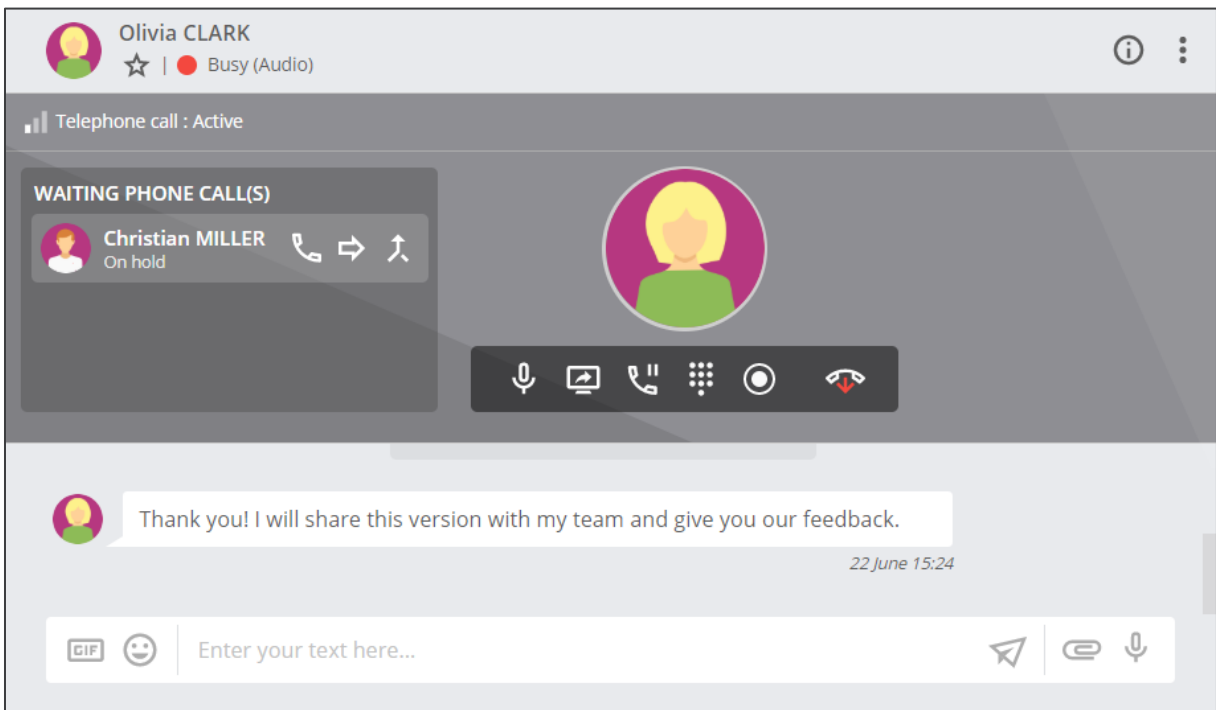 Olivia CLARK
| Busy (Audio)
Telephone call : Active
WAITING PHONE CALL(S)
Christian MILLER
On hold
Thank you! I will share this version with my team and give you our feedback.
22 June 15:24
GIF
Enter your text here...